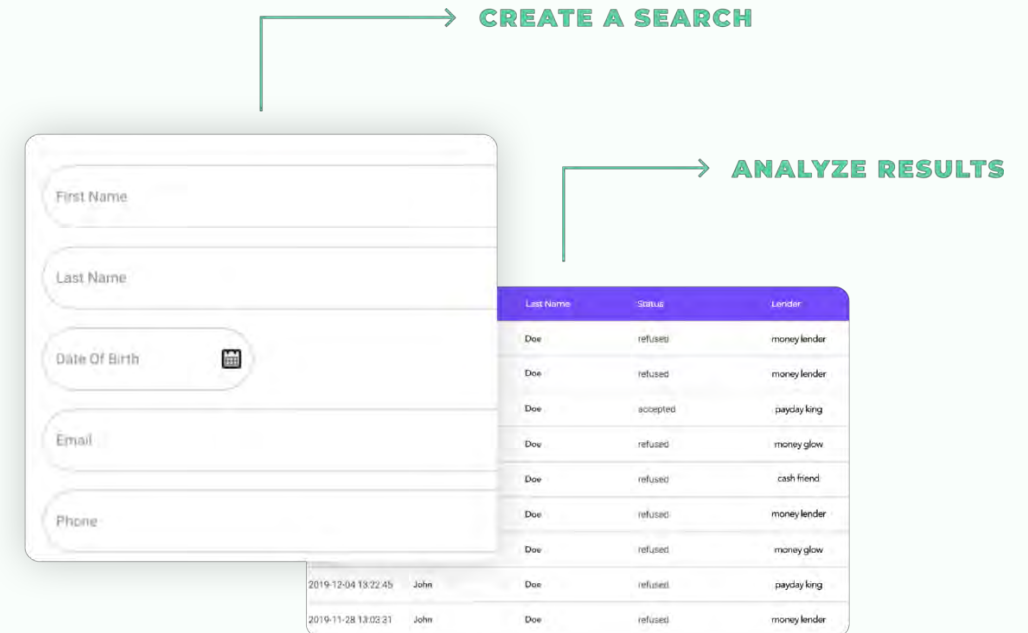 CREATE A SEARCH
ANALYZE RESULTS
First Name
Last Name
Date Of Birth
Email
Phone
Last Name Status Lender
Doe refused money lender
Doe refused money lender
Doe accepted payday king
Doe refused money glow
Doe refused cash friend
Doe refused money lender
Doe refused money glow
2019-12-04 13:22:45 John Doe refused payday king
2019-11-28 13:02:31 John Doe refused money lender